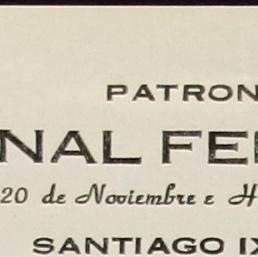 PATRON
NAL FE
20 de Noviembre e H
SANTIAGO IX